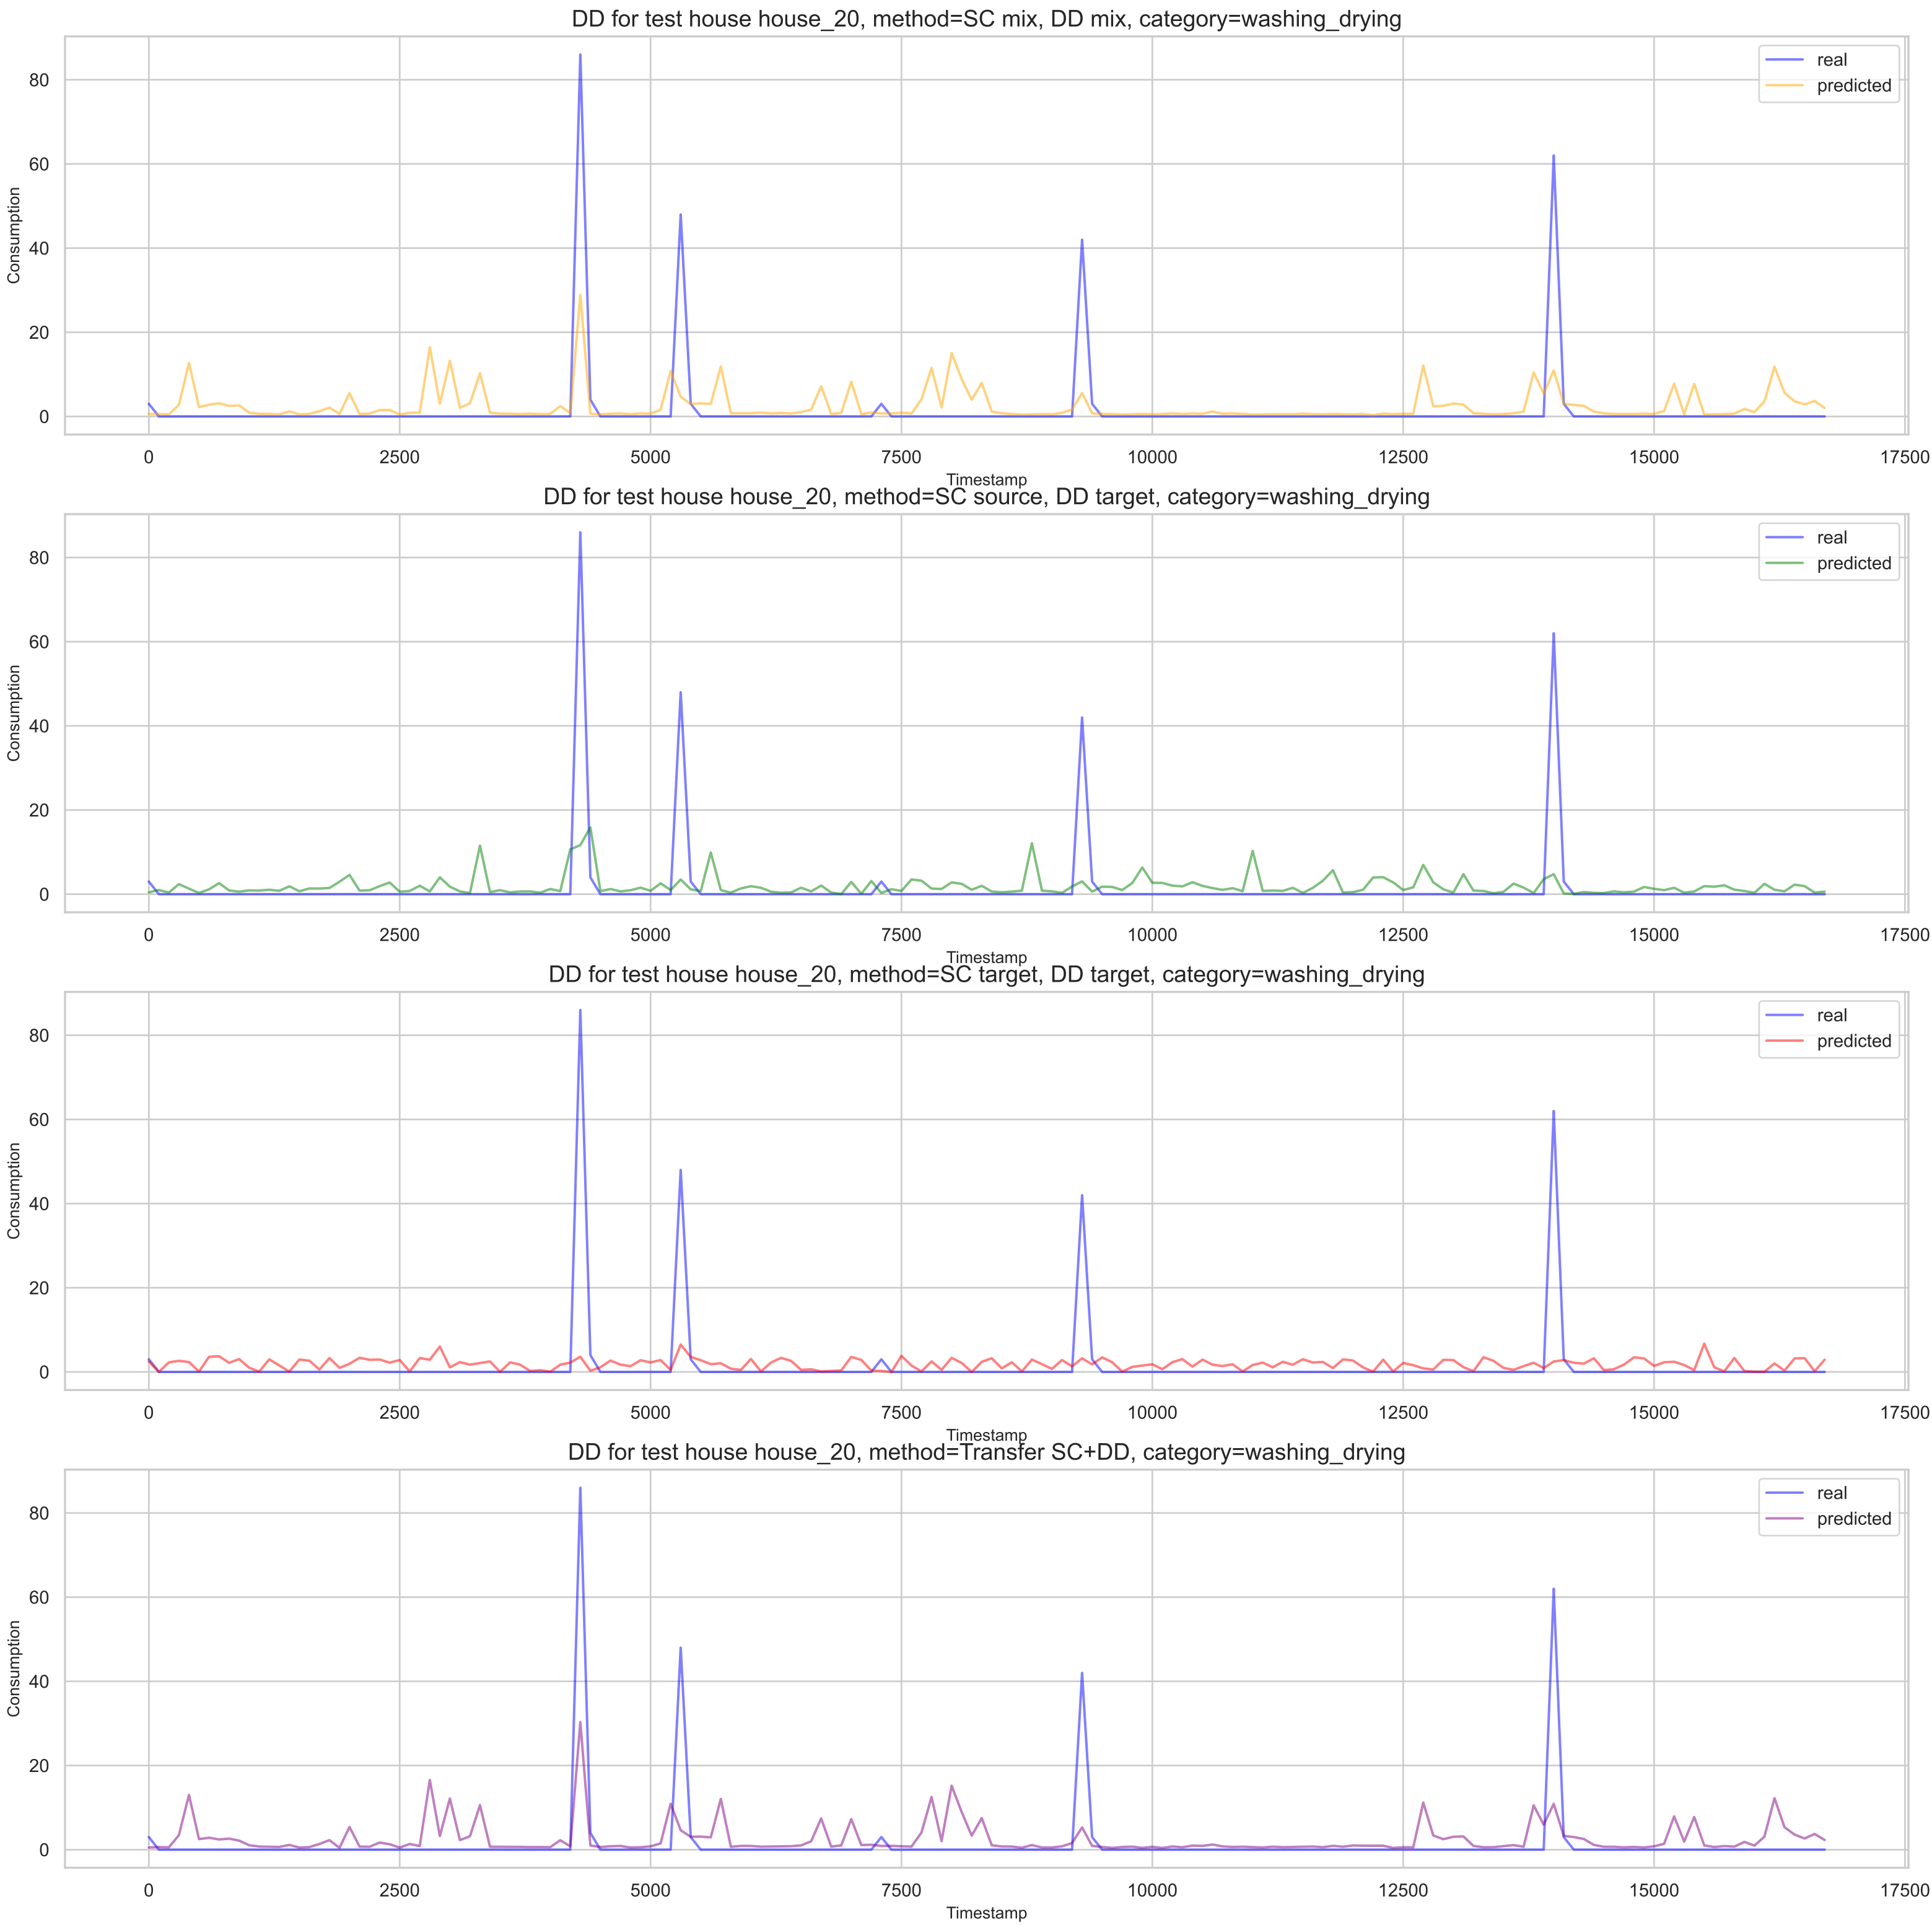 DD for test house house_20, method=SC mix, DD mix, category=washing_drying
real
predicted
80
60
40
20
0
Consumption
0 2500 5000 7500 10000 12500 15000 17500
Timestamp
DD for test house house_20, method=SC source, DD target, category=washing_drying
real
predicted
80
60
40
20
0
Consumption
0 2500 5000 7500 10000 12500 15000 17500
Timestamp
DD for test house house_20, method=SC target, DD target, category=washing_drying
real
predicted
80
60
40
20
0
Consumption
0 2500 5000 7500 10000 12500 15000 17500
Timestamp
DD for test house house_20, method=Transfer SC+DD, category=washing_drying
real
predicted
80
60
40
20
0
Consumption
0 2500 5000 7500 10000 12500 15000 17500
Timestamp